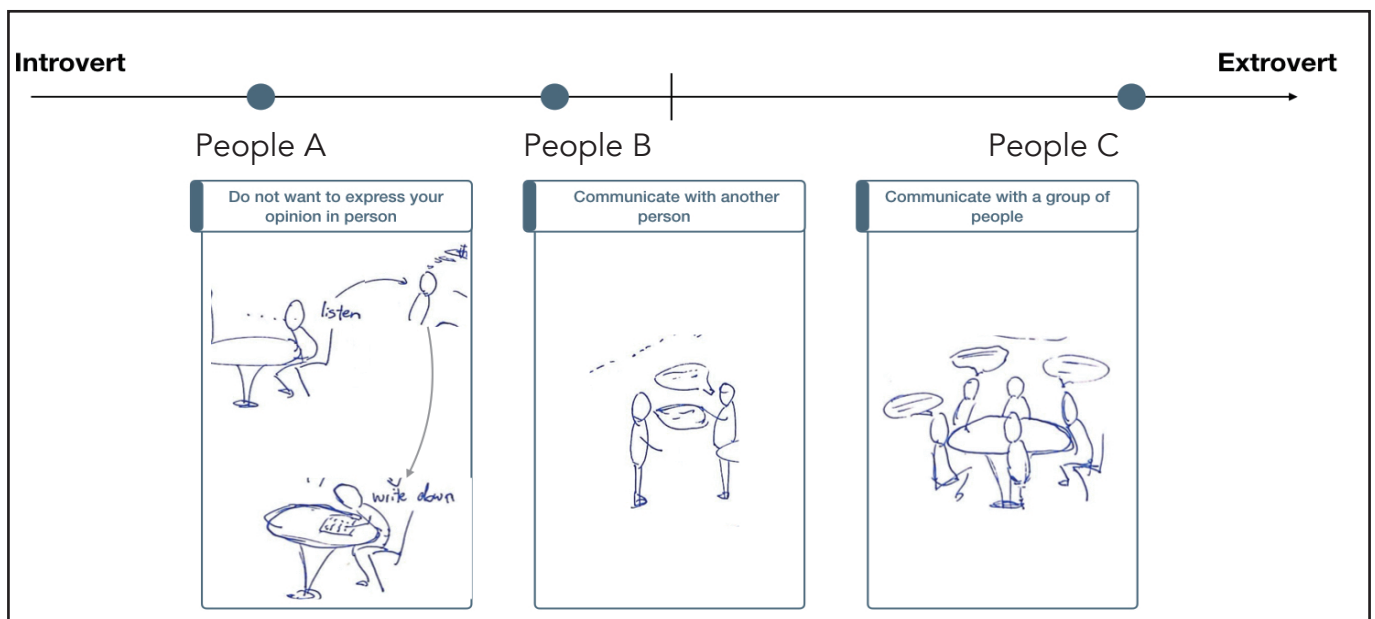 Introvert
Extrovert
People A
People B
People C
Do not want to express your
opinion in person
Communicate with another
person
Communicate with a group of
people
listen
write down